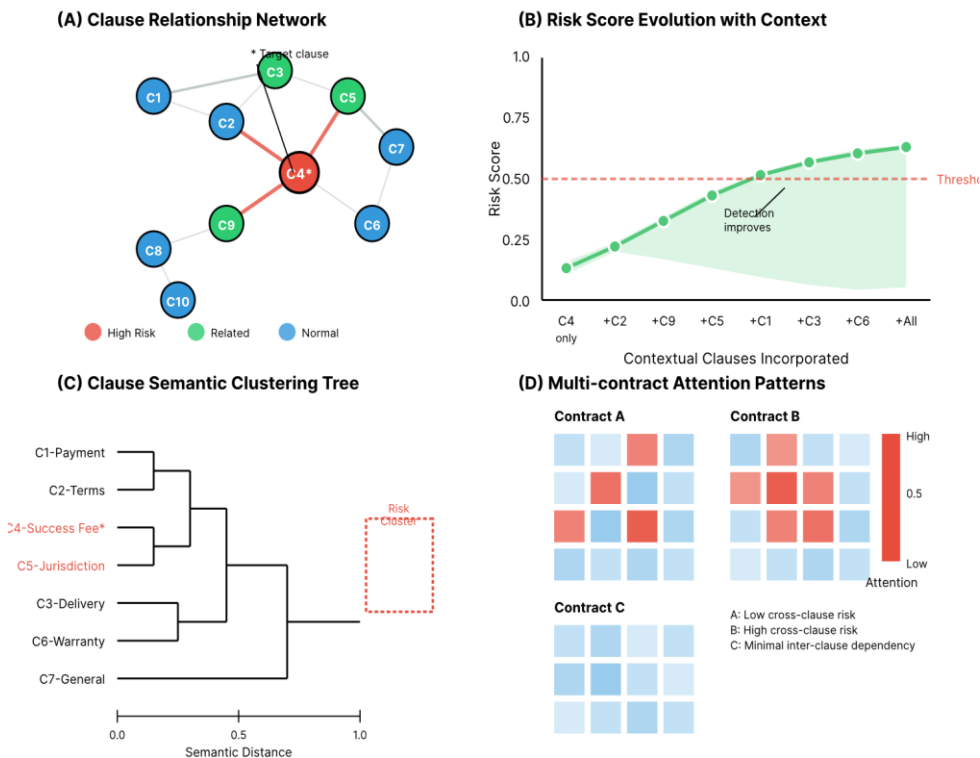 (A) Clause Relationship Network*
* Target clause
C3
C1
C5
C2
C7
C4*
C9
C6
C8
C10
High Risk
Related
Normal
(B) Risk Score Evolution with Context
1.0
0.75
Risk Score
0.50
Thresho
Detection
improves
0.25
0.0
C4
only
+C2
+C9
+C5
+C1
+C3
+C6
+All
Contextual Clauses Incorporated
(C) Clause Semantic Clustering Tree
C1-Payment
C2-Terms
C4-Success Fee*
C5-Jurisdiction
C3-Delivery
C6-Warranty
C7-General
Risk
Cluster
0.0
0.5
1.0
Semantic Distance
(D) Multi-contract Attention Patterns
Contract A
Contract B
High
0.5
Low
Attention
Contract C
A: Low cross-clause risk
B: High cross-clause risk
C: Minimal inter-clause dependency